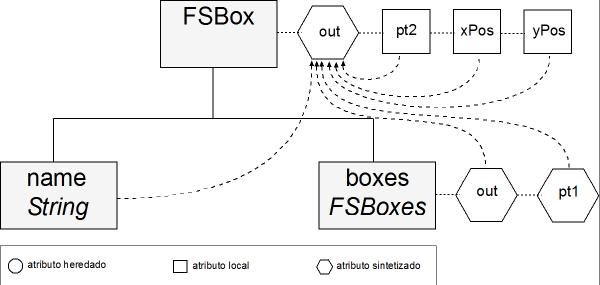 FSBox
out
pt2
xPos
yPos
name
String
boxes
FSBoxes
out
pt1
atributo heredado
atributo local
atributo sintetizado